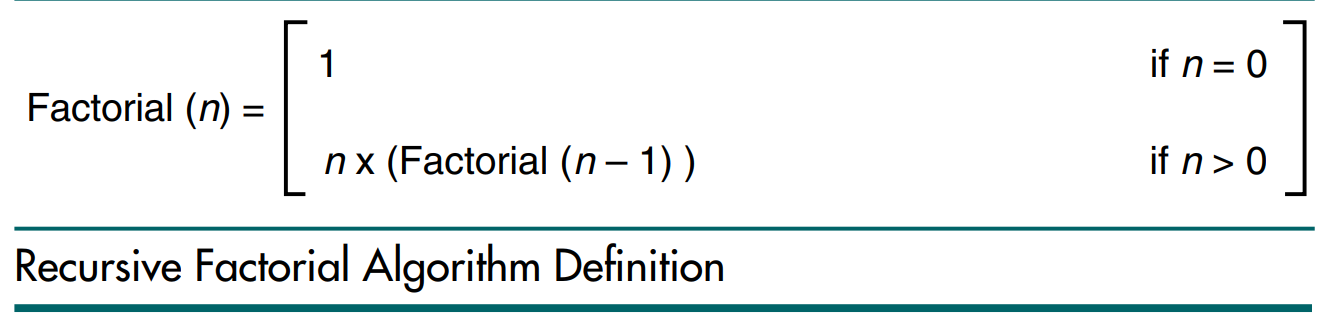 1 if n = 0
Factorial (n) =
n x (Factorial (n – 1) ) if n > 0
Recursive Factorial Algorithm Definition